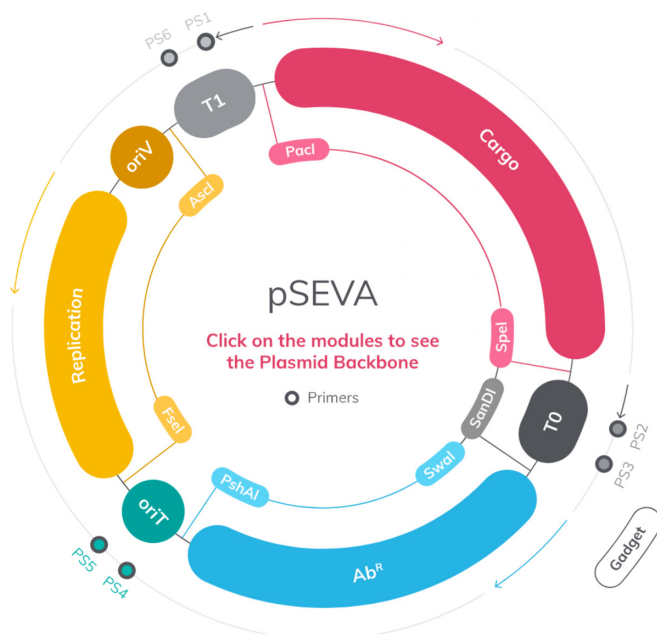 PS6
PS1
T1
oriV
PacI
Cargo
AscI
pSEVA
Click on the modules to see
the Plasmid Backbone
Primers
Replication
SpeI
SanDI
T0
PS2
PS3
FseI
SwaI
PshAI
oriT
PS5
PS4
Abᴿ
Gadget